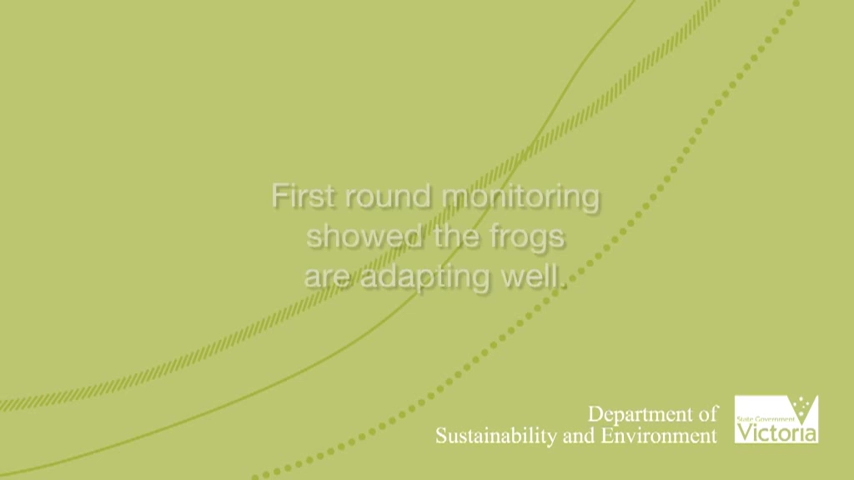 First round monitoring
showed the frogs
are adapting well.
Department of
Sustainability and Environment
State Government
Victoria